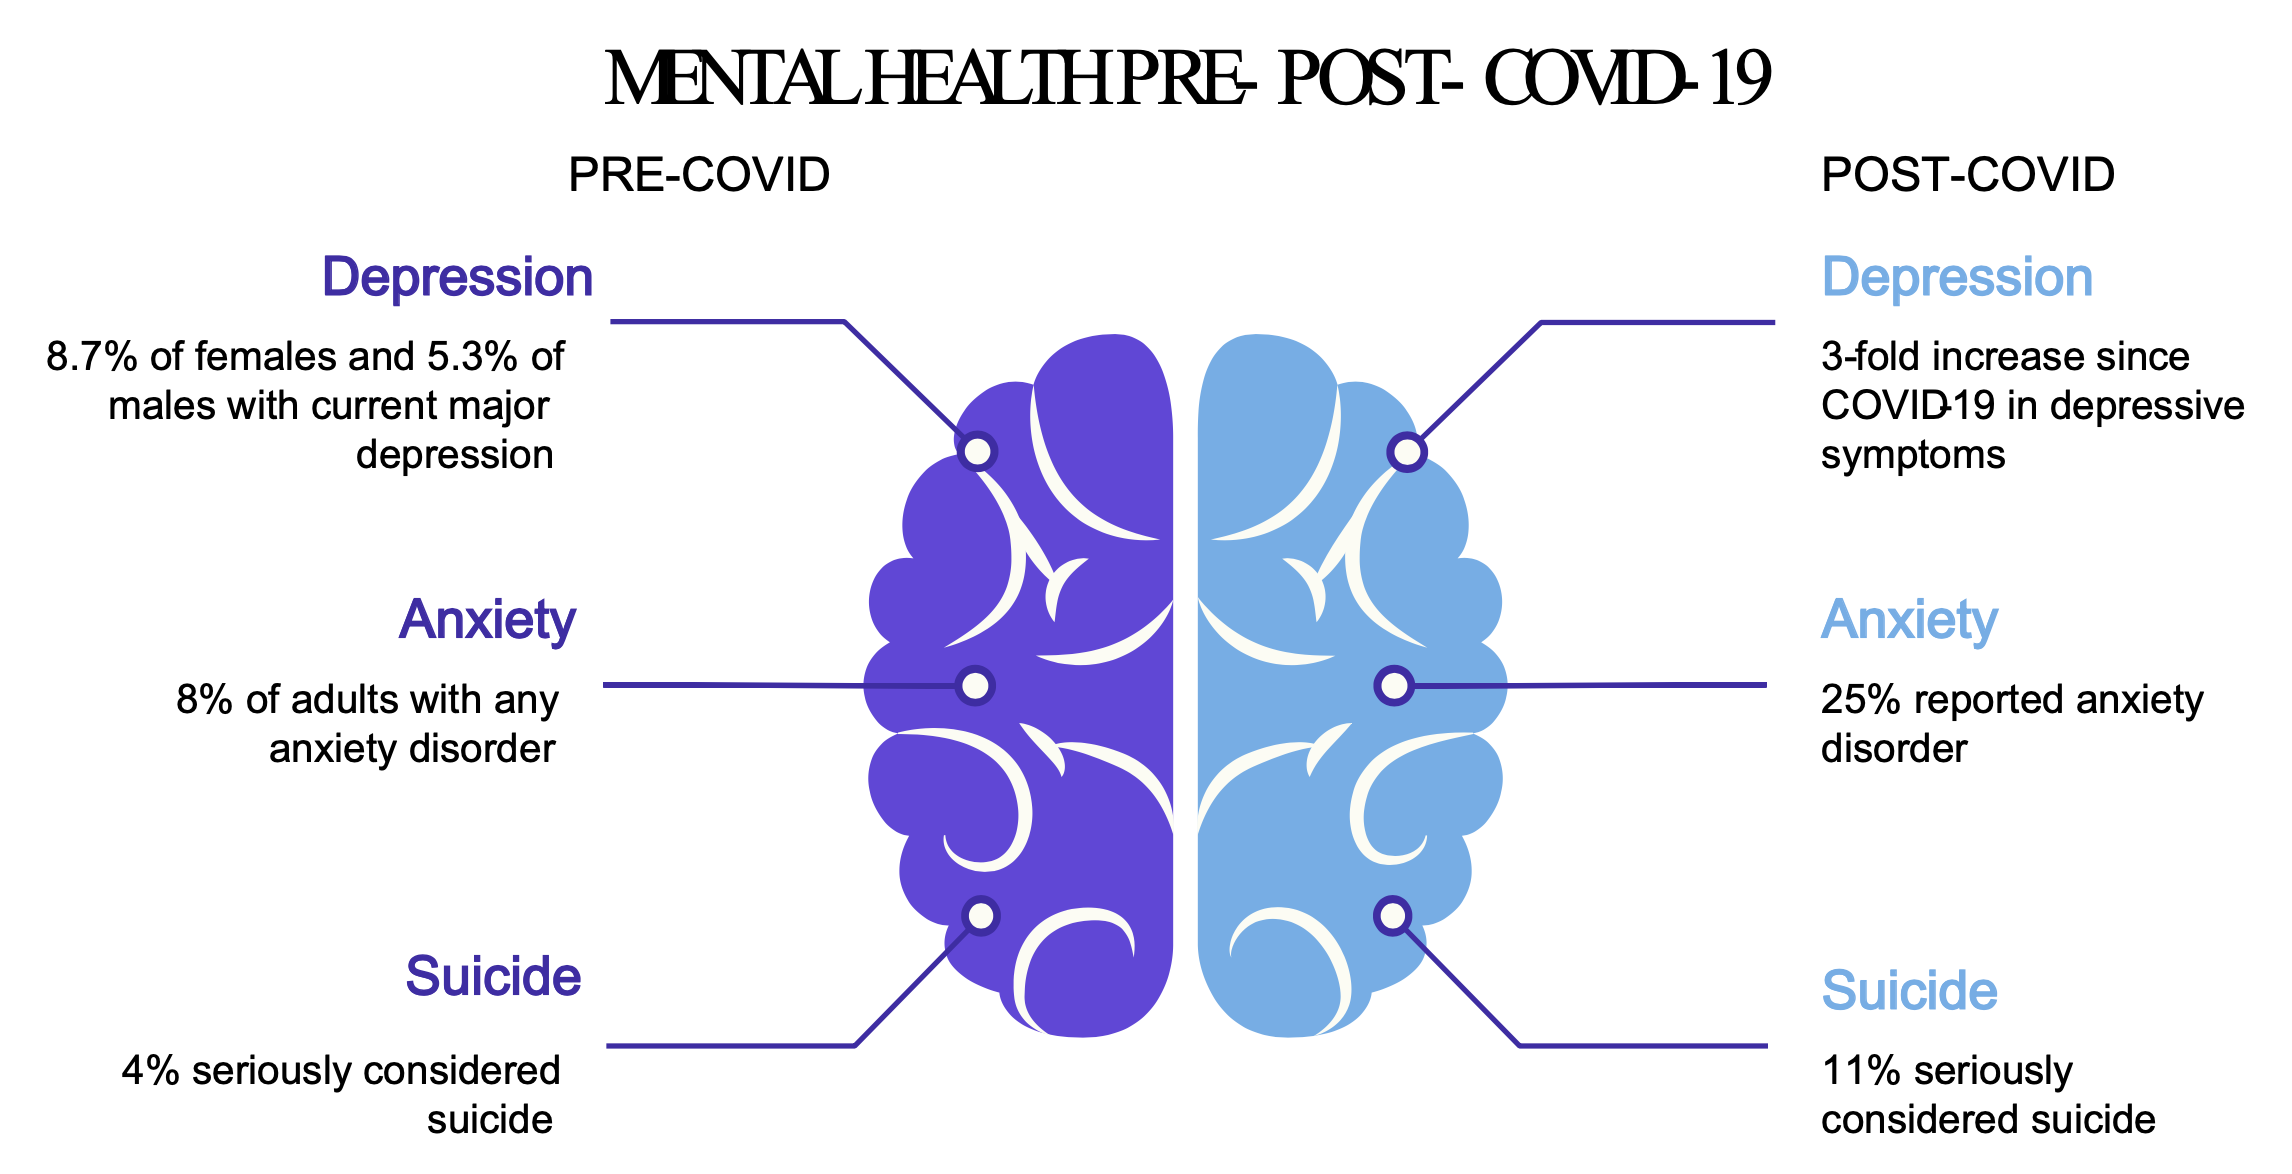 MENTAL HEALTH PRE- POST- COVID-19
PRE-COVID
Depression
8.7% of females and 5.3% of
males with current major
depression
Anxiety
8% of adults with any
anxiety disorder
Suicide
4% seriously considered
suicide
POST-COVID
Depression
3-fold increase since
COVID-19 in depressive
symptoms
Anxiety
25% reported anxiety
disorder
Suicide
11% seriously
considered suicide